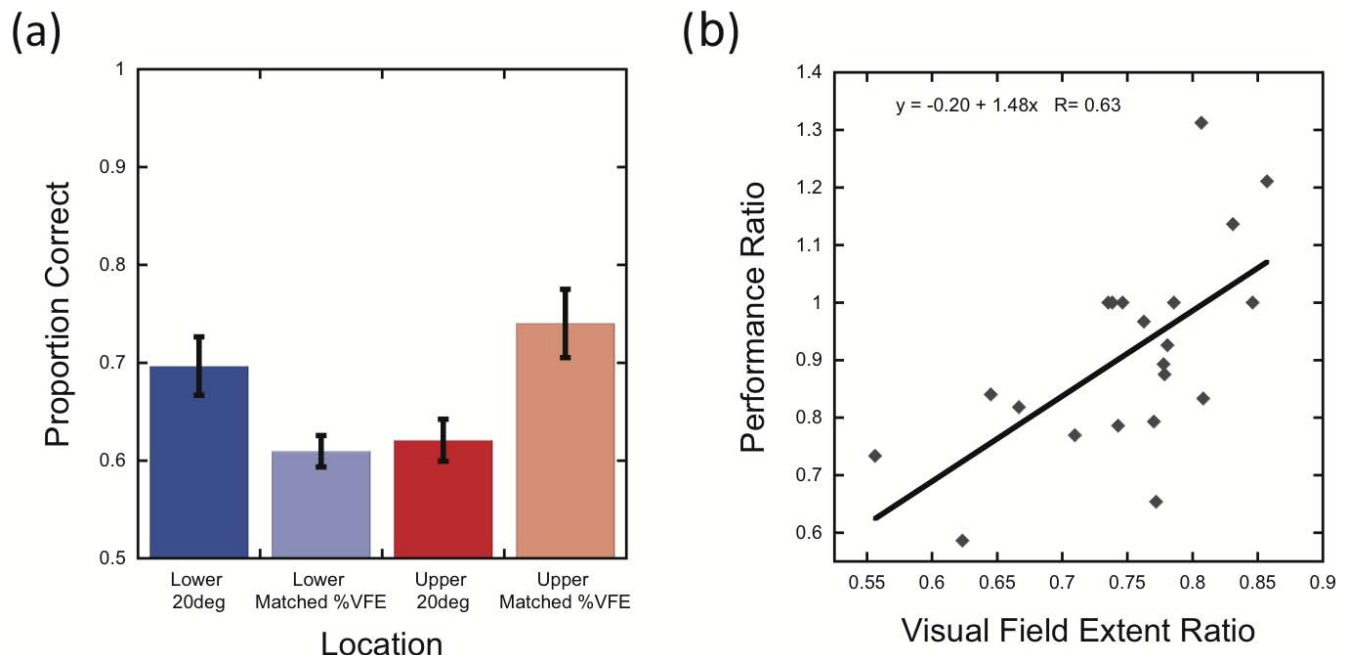 (a)
1
0.9
0.8
0.7
0.6
0.5
Proportion Correct
Lower
20deg
Lower
Matched %VFE
Upper
20deg
Upper
Matched %VFE
Location
(b)
y = -0.20 + 1.48x R= 0.63
1.4
1.3
1.2
1.1
1
0.9
0.8
0.7
0.6
Performance Ratio
0.55 0.6 0.65 0.7 0.75 0.8 0.85 0.9
Visual Field Extent Ratio